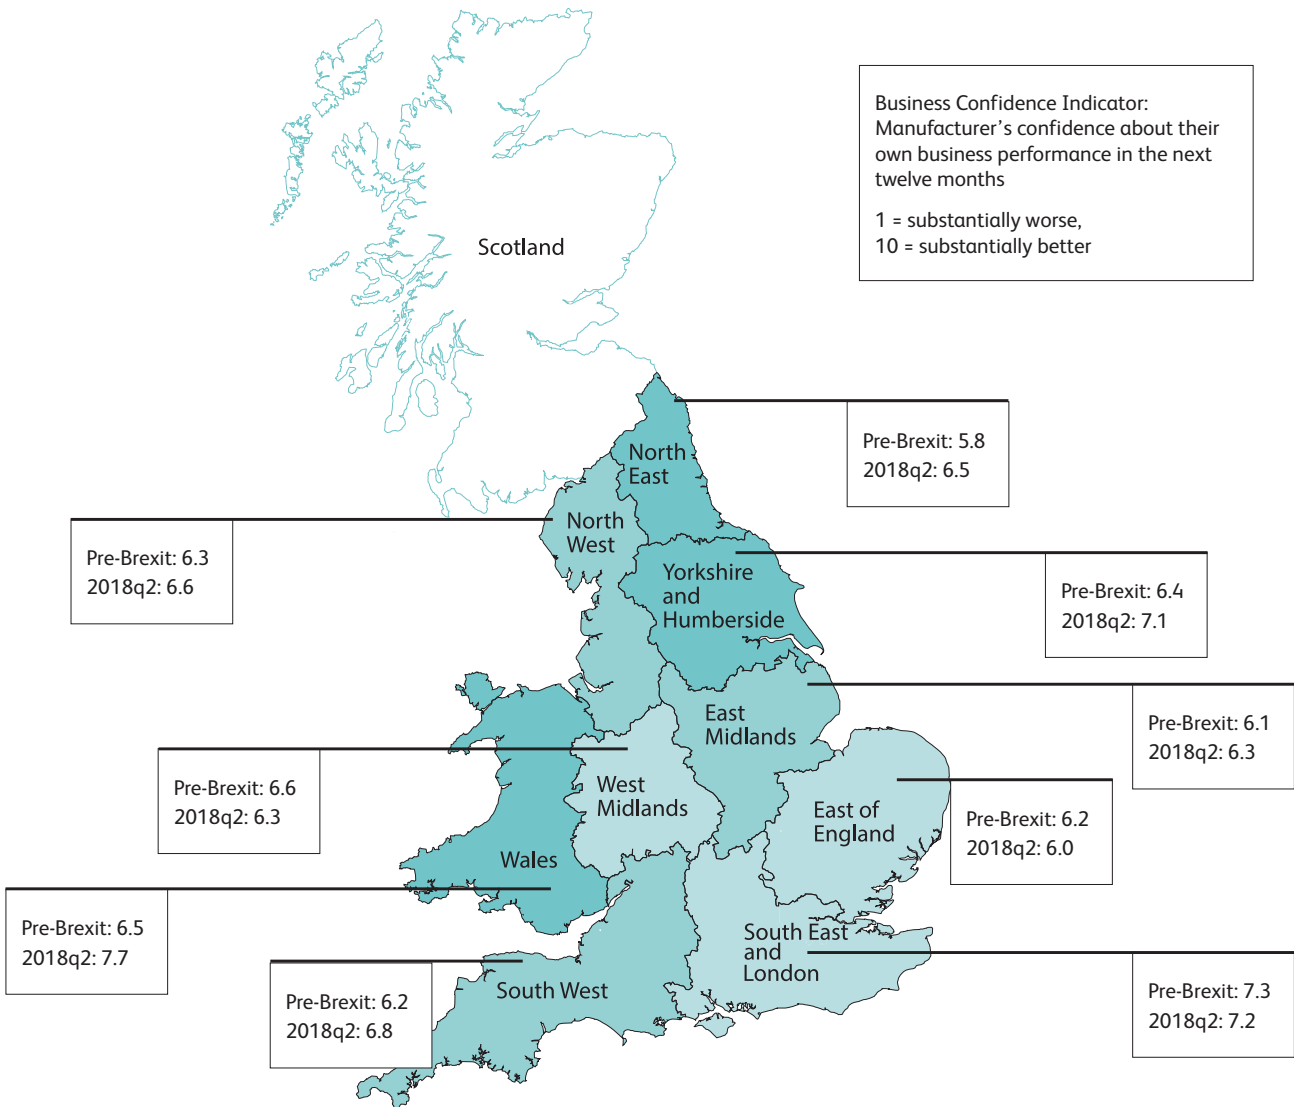 Business Confidence Indicator:
Manufacturer’s confidence about their
own business performance in the next
twelve months
1 = substantially worse,
10 = substantially better
Scotland
North
East
Pre-Brexit: 5.8
2018q2: 6.5
North
West
Pre-Brexit: 6.3
2018q2: 6.6
Yorkshire
and
Humberside
Pre-Brexit: 6.4
2018q2: 7.1
East
Midlands
Pre-Brexit: 6.1
2018q2: 6.3
West
Midlands
Pre-Brexit: 6.6
2018q2: 6.3
East of
England
Pre-Brexit: 6.2
2018q2: 6.0
Wales
Pre-Brexit: 6.5
2018q2: 7.7
South East
and
London
Pre-Brexit: 7.3
2018q2: 7.2
South West
Pre-Brexit: 6.2
2018q2: 6.8